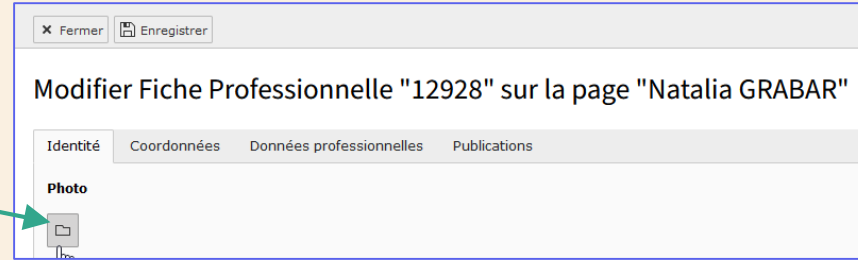 Fermer Enregistrer
Modifier Fiche Professionnelle "12928" sur la page "Natalia GRABAR"
Identité Coordonnées Données professionnelles Publications
Photo